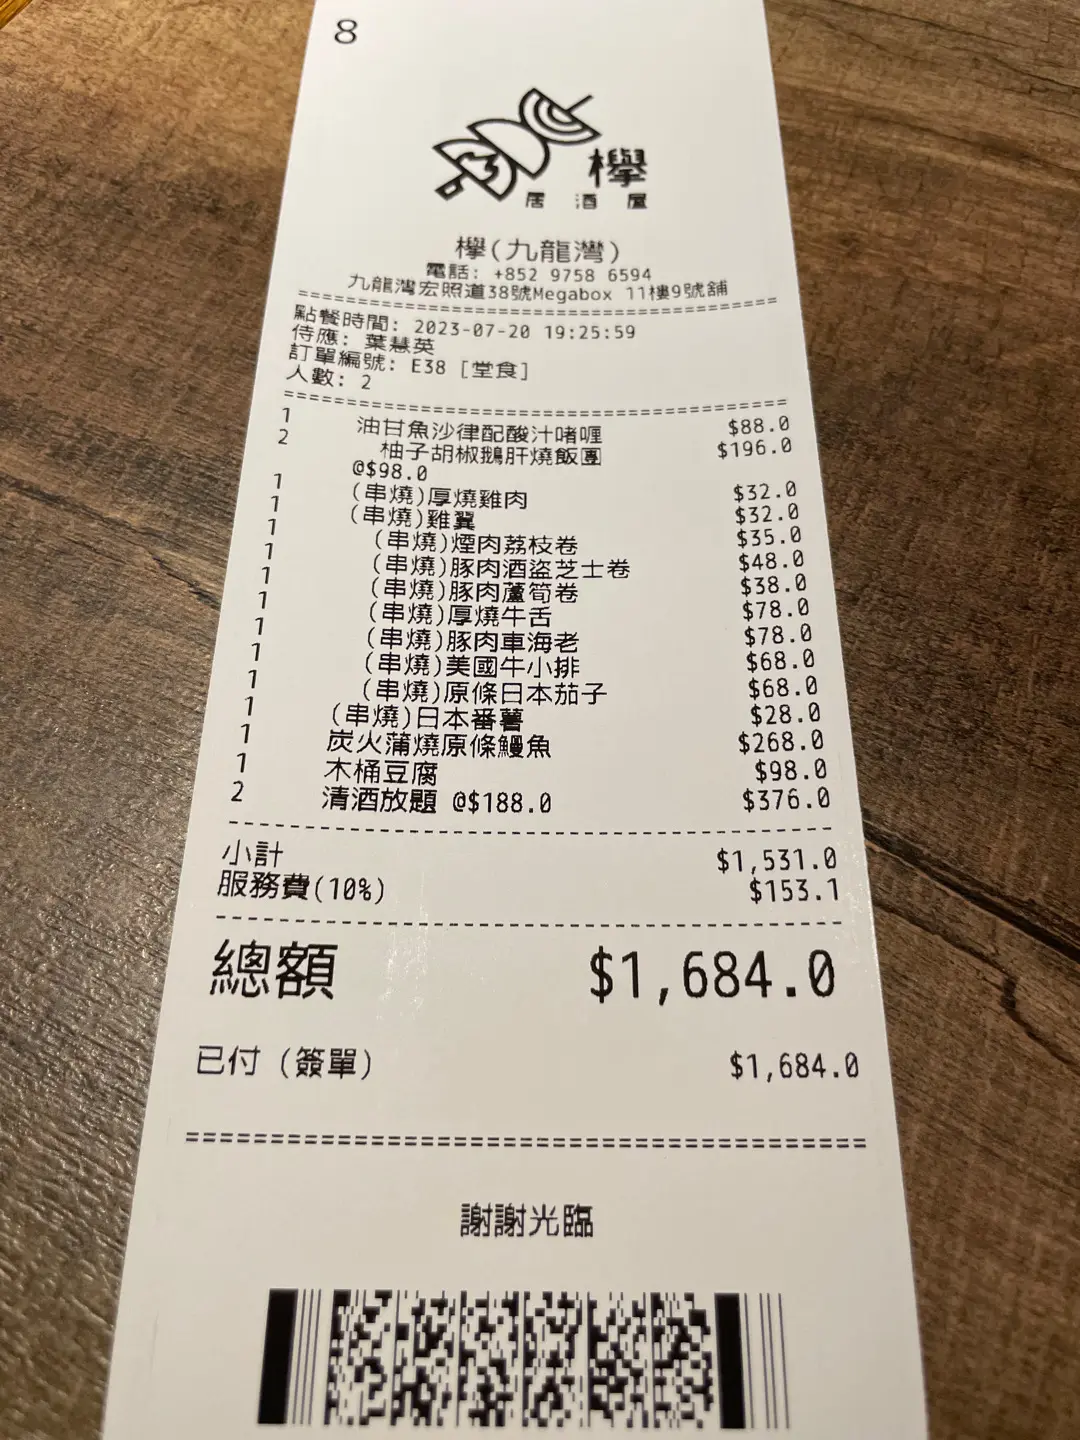 8
欅
居酒屋
欅(九龍灣)
電話: +852 9758 6594
九龍灣宏照道38號Megabox 11樓9號舖
點餐時間: 2023-07-20 19:25:59
侍應: 葉慧英
訂單編號: E38 [堂食]
人數: 2
1 油甘魚沙律配酸汁啫喱 $88.0
2 柚子胡椒鵝肝燒飯團 $196.0
@$98.0
1 (串燒)厚燒雞肉 $32.0
1 (串燒)雞翼 $32.0
1 (串燒)煙肉荔枝卷 $35.0
1 (串燒)豚肉酒盜芝士卷 $48.0
1 (串燒)豚肉蘆筍卷 $38.0
1 (串燒)厚燒牛舌 $78.0
1 (串燒)豚肉車海老 $78.0
1 (串燒)美國牛小排 $68.0
1 (串燒)原條日本茄子 $68.0
1 (串燒)日本番薯 $28.0
1 炭火蒲燒原條鰻魚 $268.0
1 木桶豆腐 $98.0
2 清酒放題 @$188.0 $376.0
小計 $1,531.0
服務費(10%) $153.1
總額 $1,684.0
已付 (簽單) $1,684.0
謝謝光臨